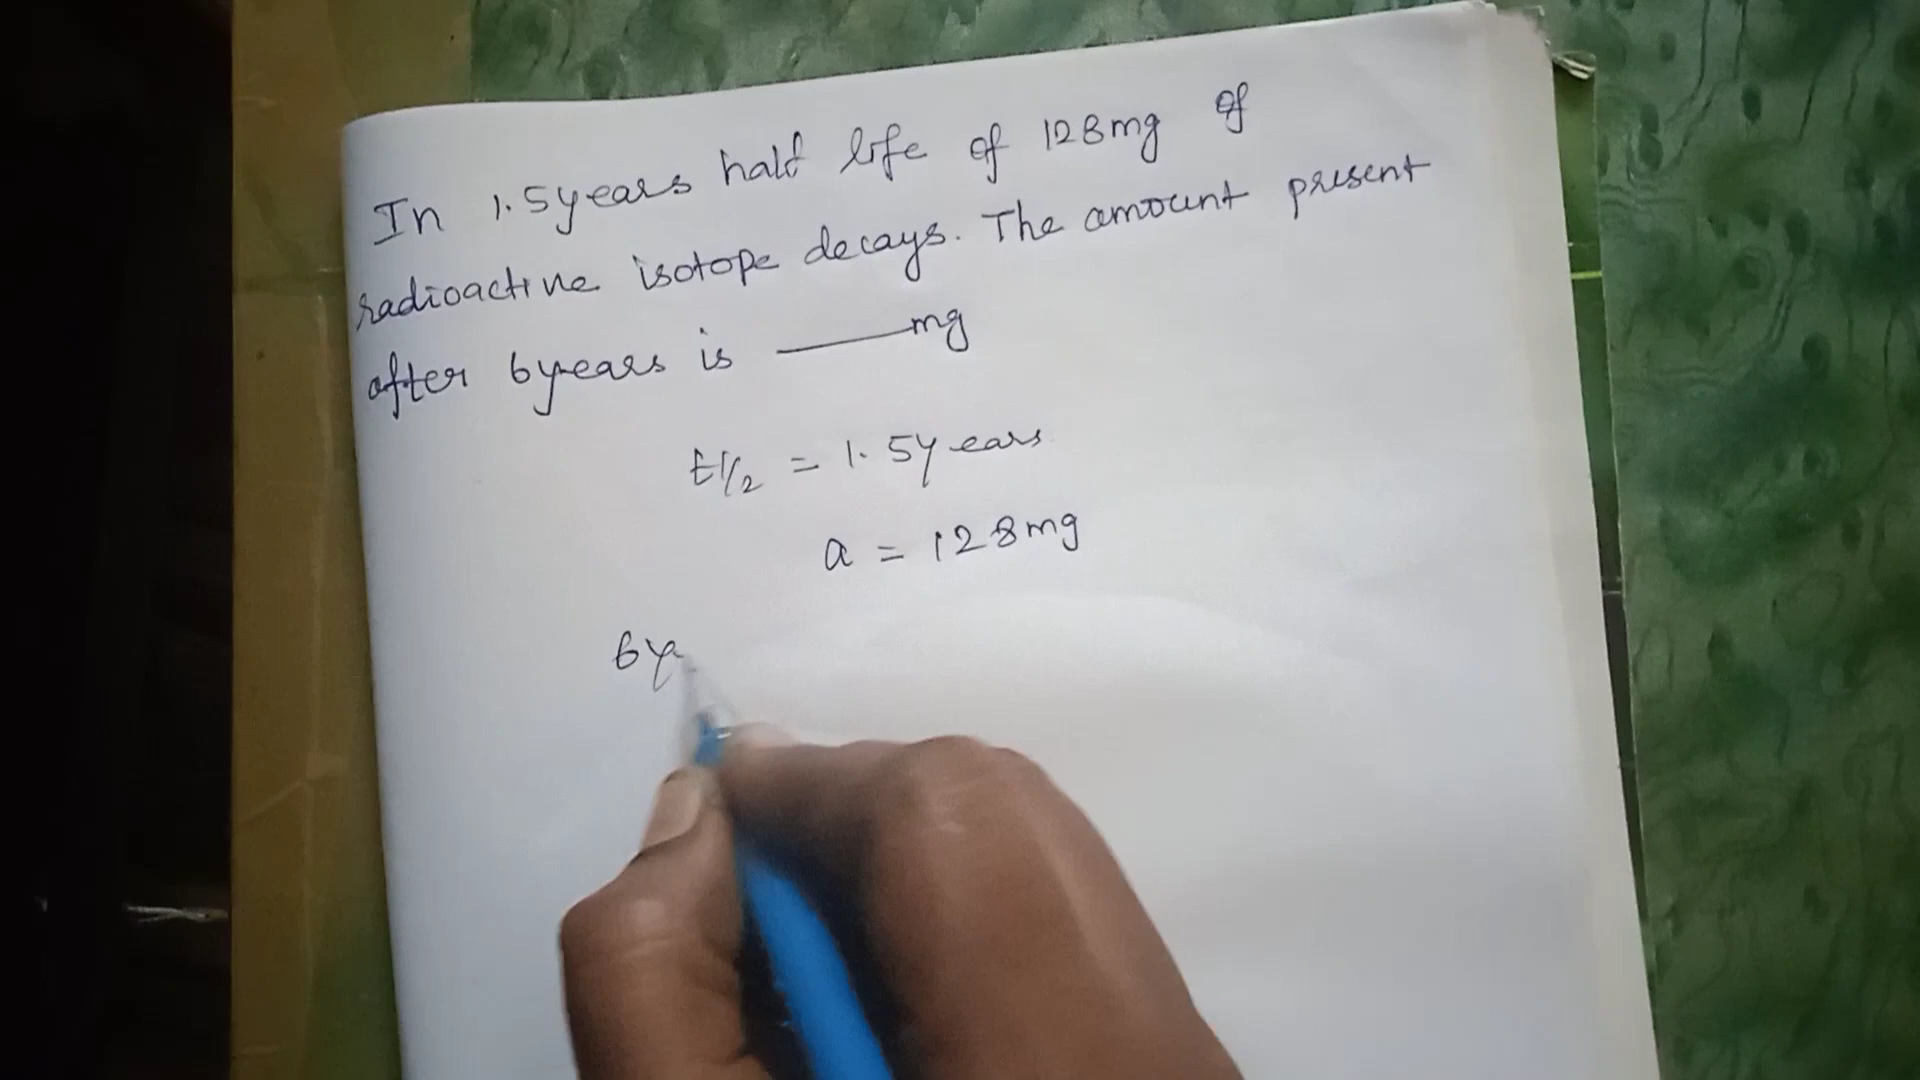 In 1.5years half life of 128mg of
radioactive isotope decays. The amount present
after 6years is ——mg
t1/2 = 1.5years
a = 128mg
6y